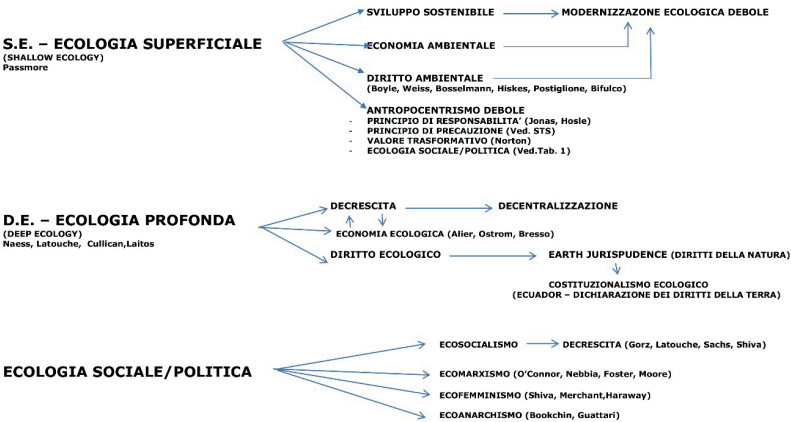 SVILUPPO SOSTENIBILE MODERNIZZAZONE ECOLOGICA DEBOLE
S.E. – ECOLOGIA SUPERFICIALE
(SHALLOW ECOLOGY)
Passmore
ECONOMIA AMBIENTALE
DIRITTO AMBIENTALE
(Boyle, Weiss, Bosselmann, Hiskes, Postiglione, Bifulco)
ANTROPOCENTRISMO DEBOLE
- PRINCIPIO DI RESPONSABILITA’ (Jonas, Hosle)
- PRINCIPIO DI PRECAUZIONE (Ved. STS)
- VALORE TRASFORMATIVO (Norton)
- ECOLOGIA SOCIALE/POLITICA (Ved.Tab. 1)
D.E. – ECOLOGIA PROFONDA
(DEEP ECOLOGY)
Naess, Latouche, Cullican,Laitos
DECRESCITA DECENTRALIZZAZIONE
ECONOMIA ECOLOGICA (Alier, Ostrom, Bresso)
DIRITTO ECOLOGICO EARTH JURISPUDENCE (DIRITTI DELLA NATURA)
COSTITUZIONALISMO ECOLOGICO
(ECUADOR – DICHIARAZIONE DEI DIRITTI DELLA TERRA)
ECOLOGIA SOCIALE/POLITICA
ECOSOCIALISMO DECRESCITA (Gorz, Latouche, Sachs, Shiva)
ECOMARXISMO (O’Connor, Nebbia, Foster, Moore)
ECOFEMMINISMO (Shiva, Merchant,Haraway)
ECOANARCHISMO (Bookchin, Guattari)